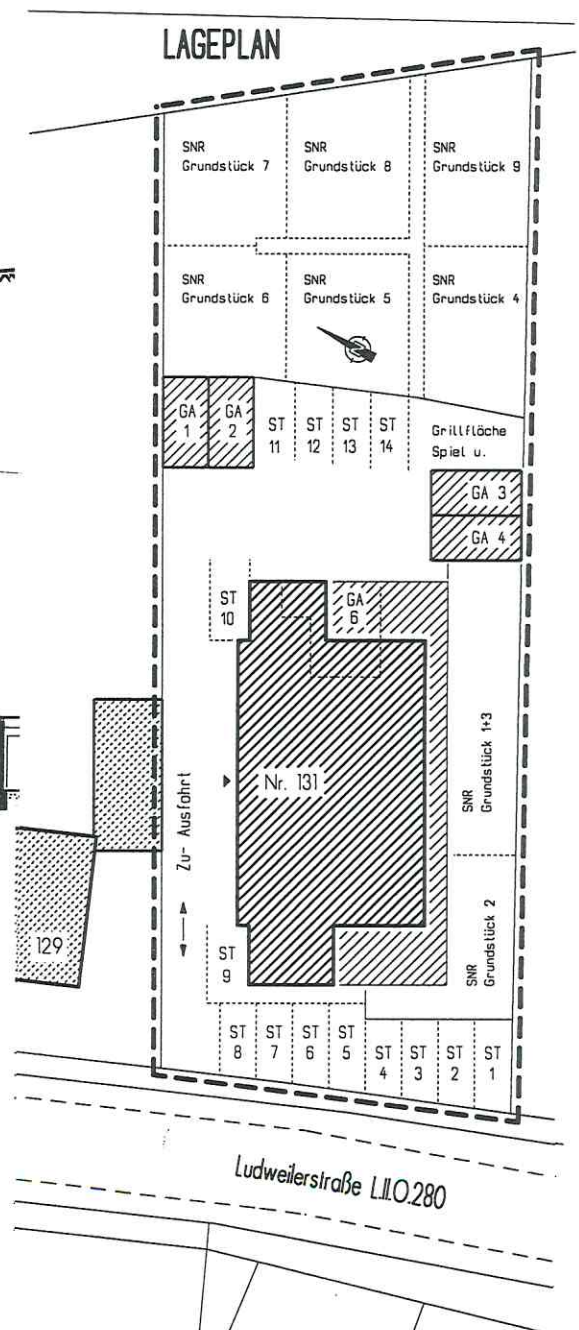 LAGEPLAN
SNR
Grundstück 7
SNR
Grundstück 8
SNR
Grundstück 9
SNR
Grundstück 6
SNR
Grundstück 5
SNR
Grundstück 4
N
GA
1
GA
2
ST
11
ST
12
ST
13
ST
14
Grillfläche
Spiel u.
GA 3
GA 4
ST
10
GA
6
SNR
Grundstück 1+3
Nr. 131
Zu- Ausfahrt
129
SNR
Grundstück 2
ST
9
ST
8
ST
7
ST
6
ST
5
ST
4
ST
3
ST
2
ST
1
Ludweilerstraße L.II.O.280